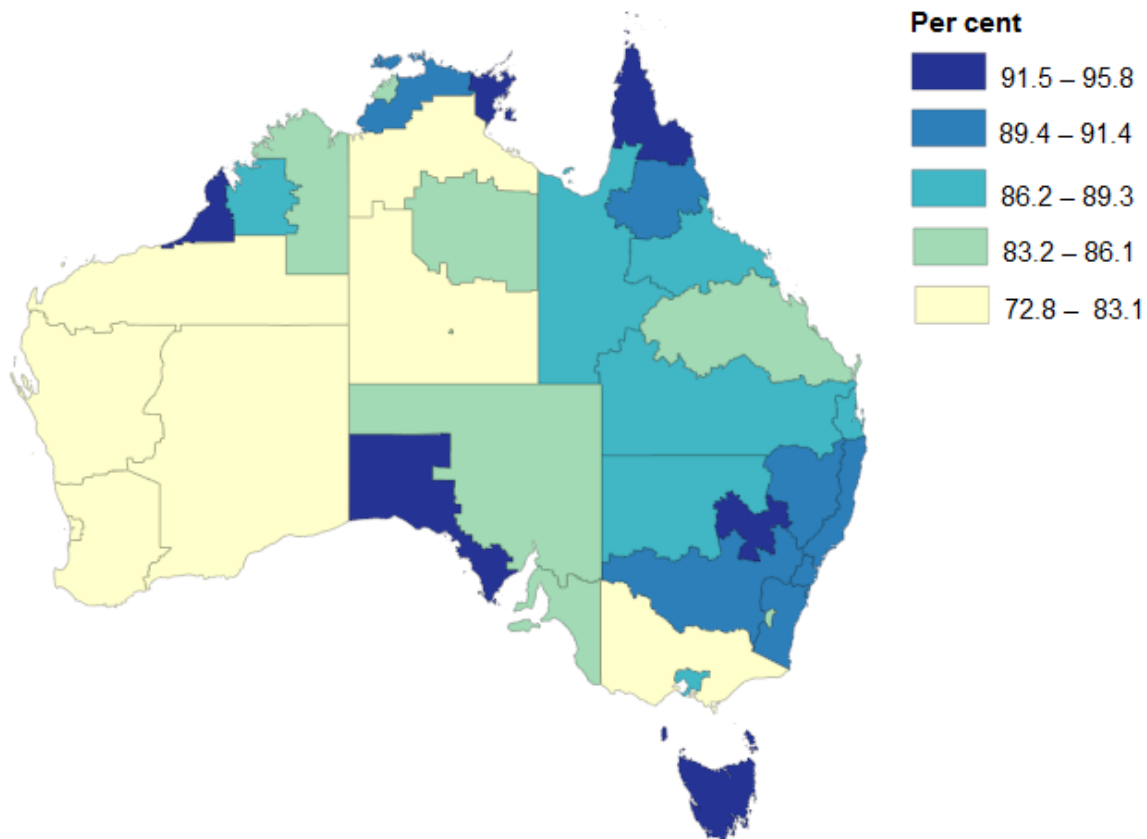 Per cent
91.5 – 95.8
89.4 – 91.4
86.2 – 89.3
83.2 – 86.1
72.8 – 83.1